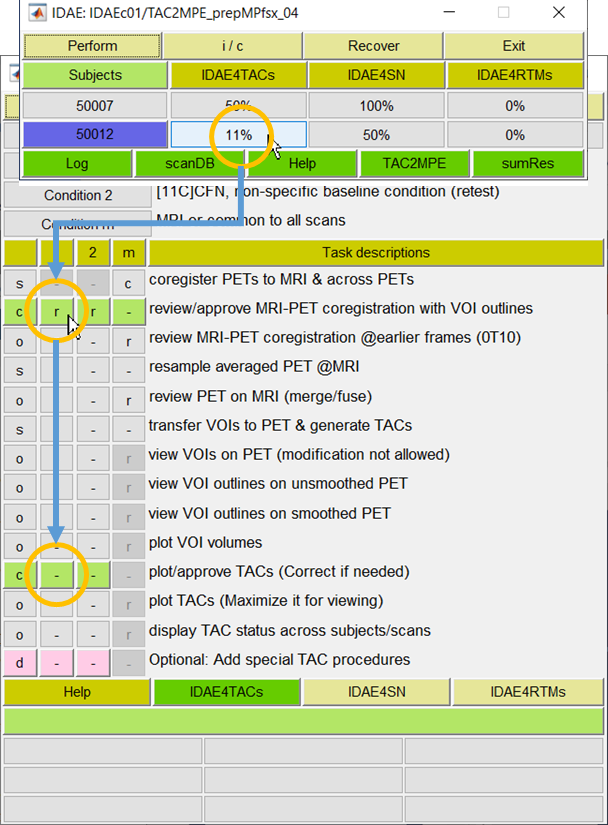 IDAE: IDAEc01/TAC2MPE_prepMPfsx_04
Perform i / c Recover Exit
Subjects IDAE4TACs IDAE4SN IDAE4RTMs
50007 50% 100% 0%
50012 11% 50% 0%
Log scanDB Help TAC2MPE sumRes
Condition 2 [11C]CFN, non-specific baseline condition (retest)
Condition m MRI or common to all scans
2 m Task descriptions
s - - c coregister PETs to MRI & across PETs
c r r - review/approve MRI-PET coregistration with VOI outlines
o - r review MRI-PET coregistration @earlier frames (0T10)
s - - resample averaged PET @MRI
o - r review PET on MRI (merge/fuse)
s - - transfer VOIs to PET & generate TACs
o - r view VOIs on PET (modification not allowed)
o - r view VOI outlines on unsmoothed PET
o - r view VOI outlines on smoothed PET
o - - r plot VOI volumes
c - - - plot/approve TACs (Correct if needed)
o - - r plot TACs (Maximize it for viewing)
o - - r display TAC status across subjects/scans
d - - - Optional: Add special TAC procedures
Help IDAE4TACs IDAE4SN IDAE4RTMs